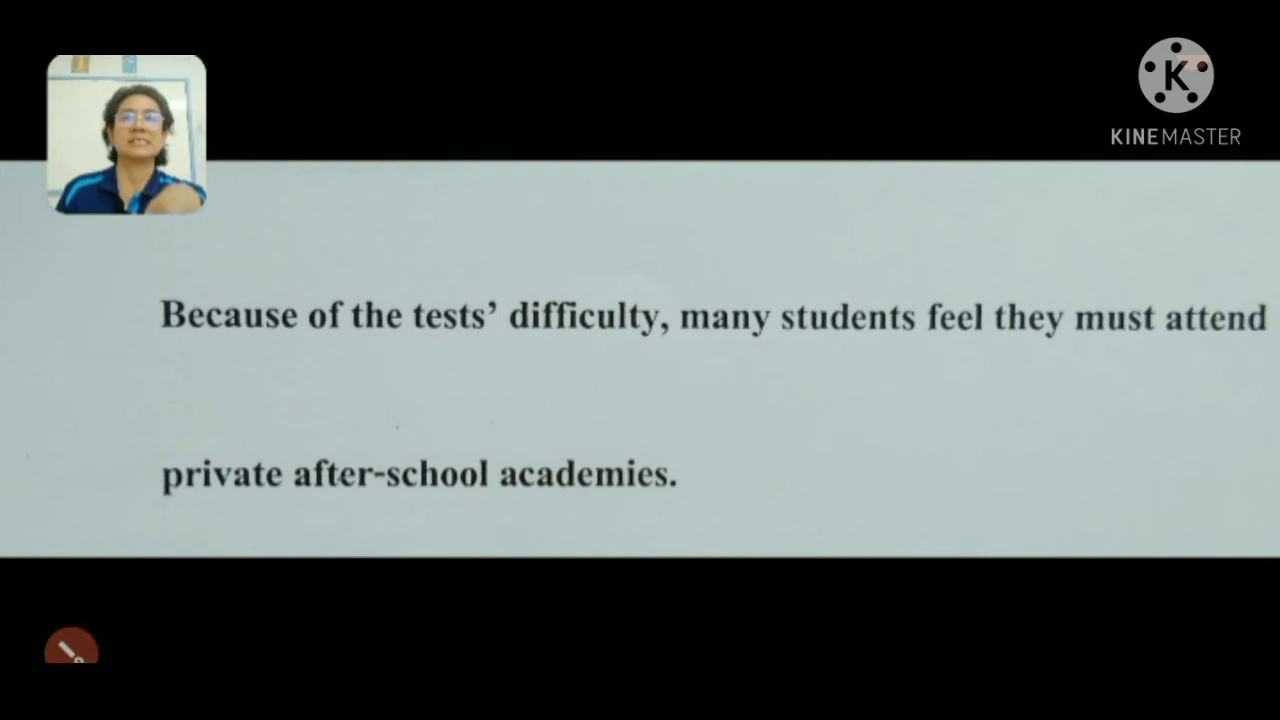 KINEMASTER
Because of the tests’ difficulty, many students feel they must attend
private after-school academies.